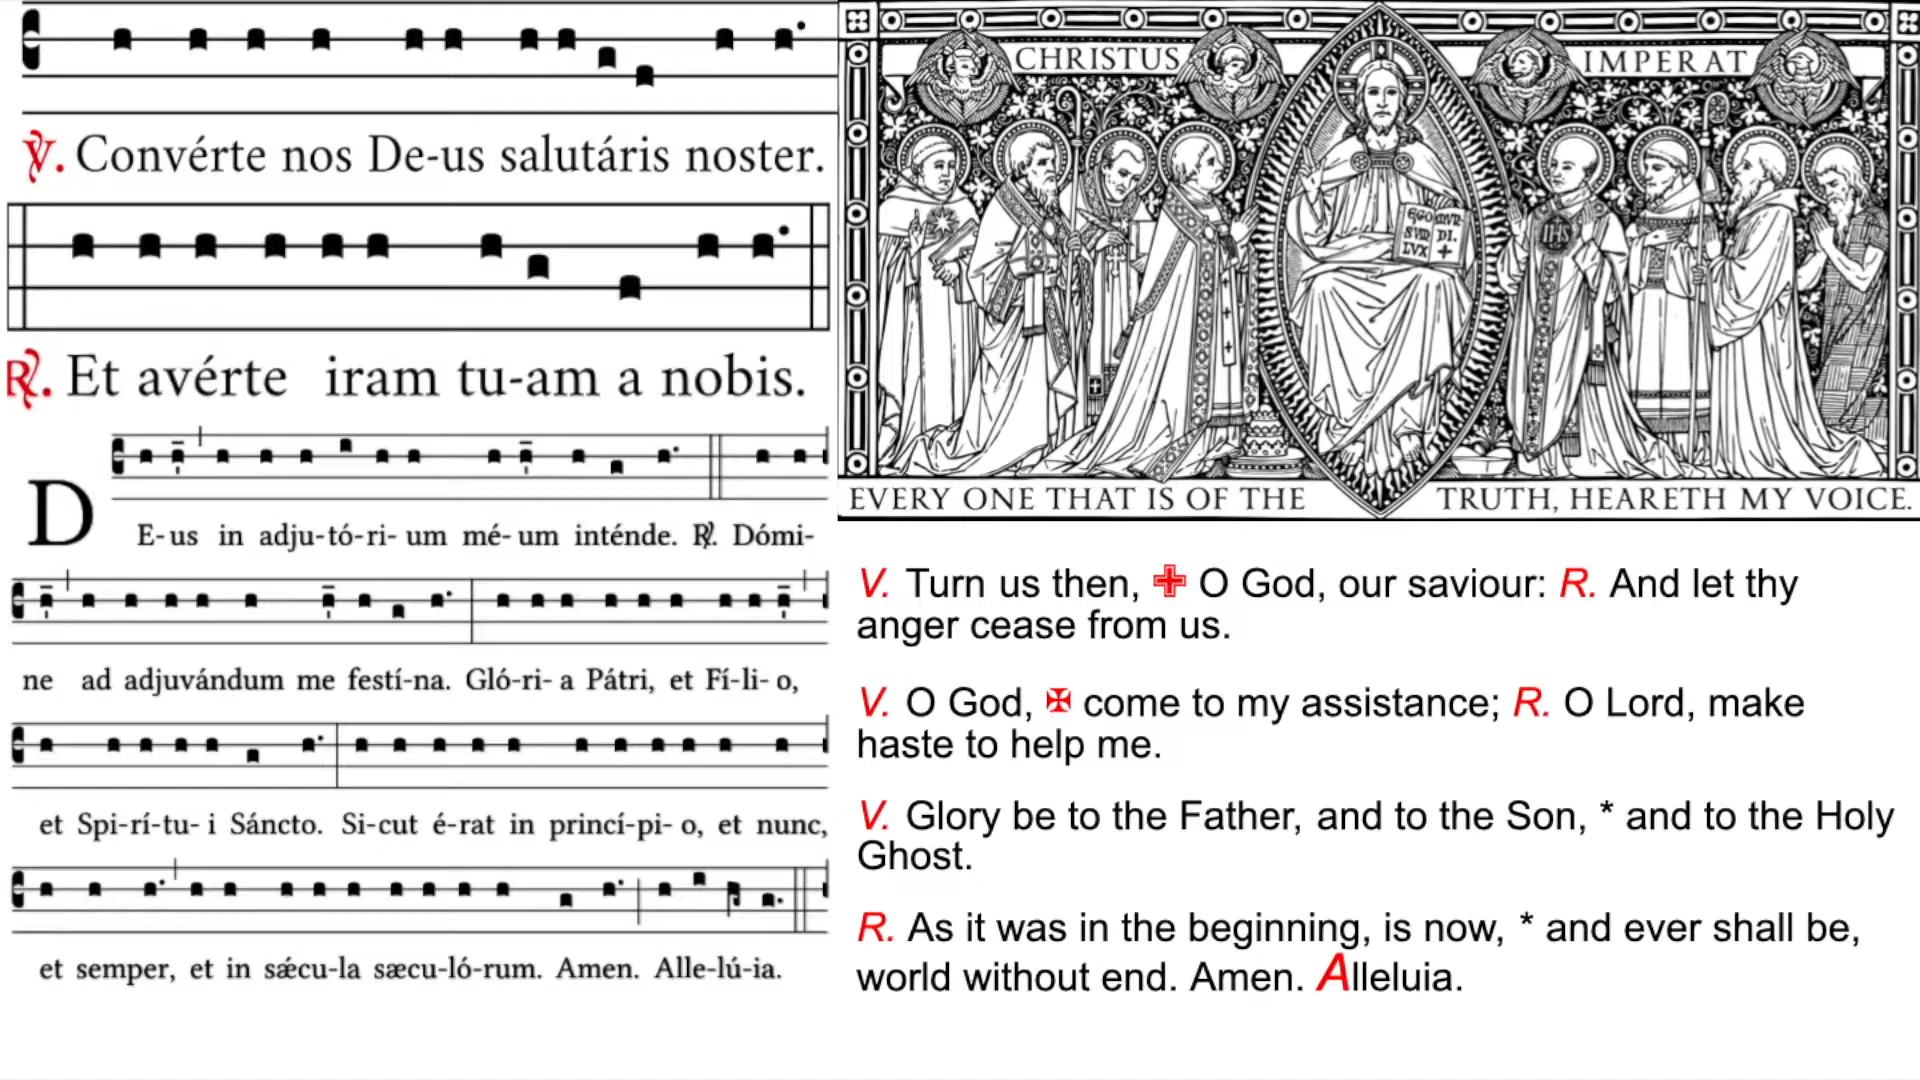 ℣. Convérte nos De-us salutáris noster.
℟. Et avérte iram tu-am a nobis.
DE-us in adju-tó-ri- um mé-um inténde. ℟. Dómi-
ne ad adjuvándum me festí-na. Gló-ri- a Pátri, et Fí-li- o,
et Spi-rí-tu- i Sáncto. Si-cut é-rat in princí-pi- o, et nunc,
et semper, et in sǽcu-la sæcu-ló-rum. Amen. Alle-lú-ia.
CHRISTUS IMPERAT
EGO SVM LVX
MVN DI.
EVERY ONE THAT IS OF THE TRUTH, HEARETH MY VOICE.
V. Turn us then, ✙ O God, our saviour: R. And let thy
anger cease from us.
V. O God, ✠ come to my assistance; R. O Lord, make
haste to help me.
V. Glory be to the Father, and to the Son, * and to the Holy
Ghost.
R. As it was in the beginning, is now, * and ever shall be,
world without end. Amen. Alleluia.